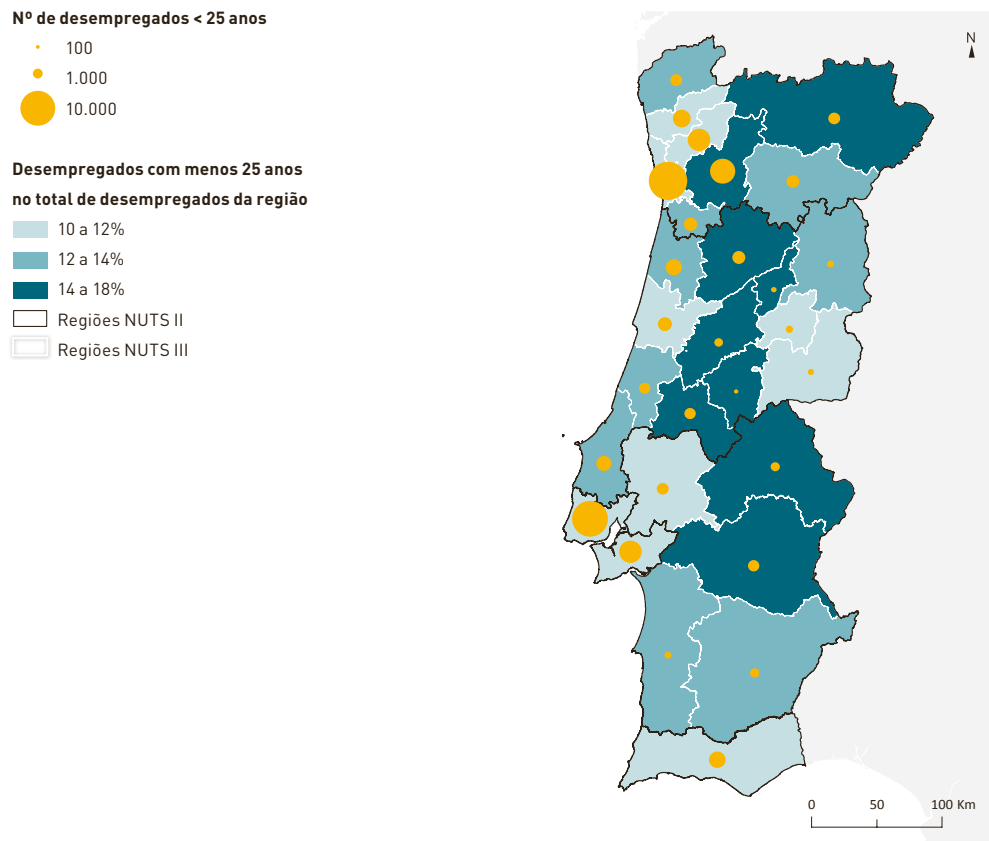 Nº de desempregados < 25 anos
100
1.000
10.000
Desempregados com menos 25 anos
no total de desempregados da região
10 a 12%
12 a 14%
14 a 18%
Regiões NUTS II
Regiões NUTS III
N
0 50 100 Km